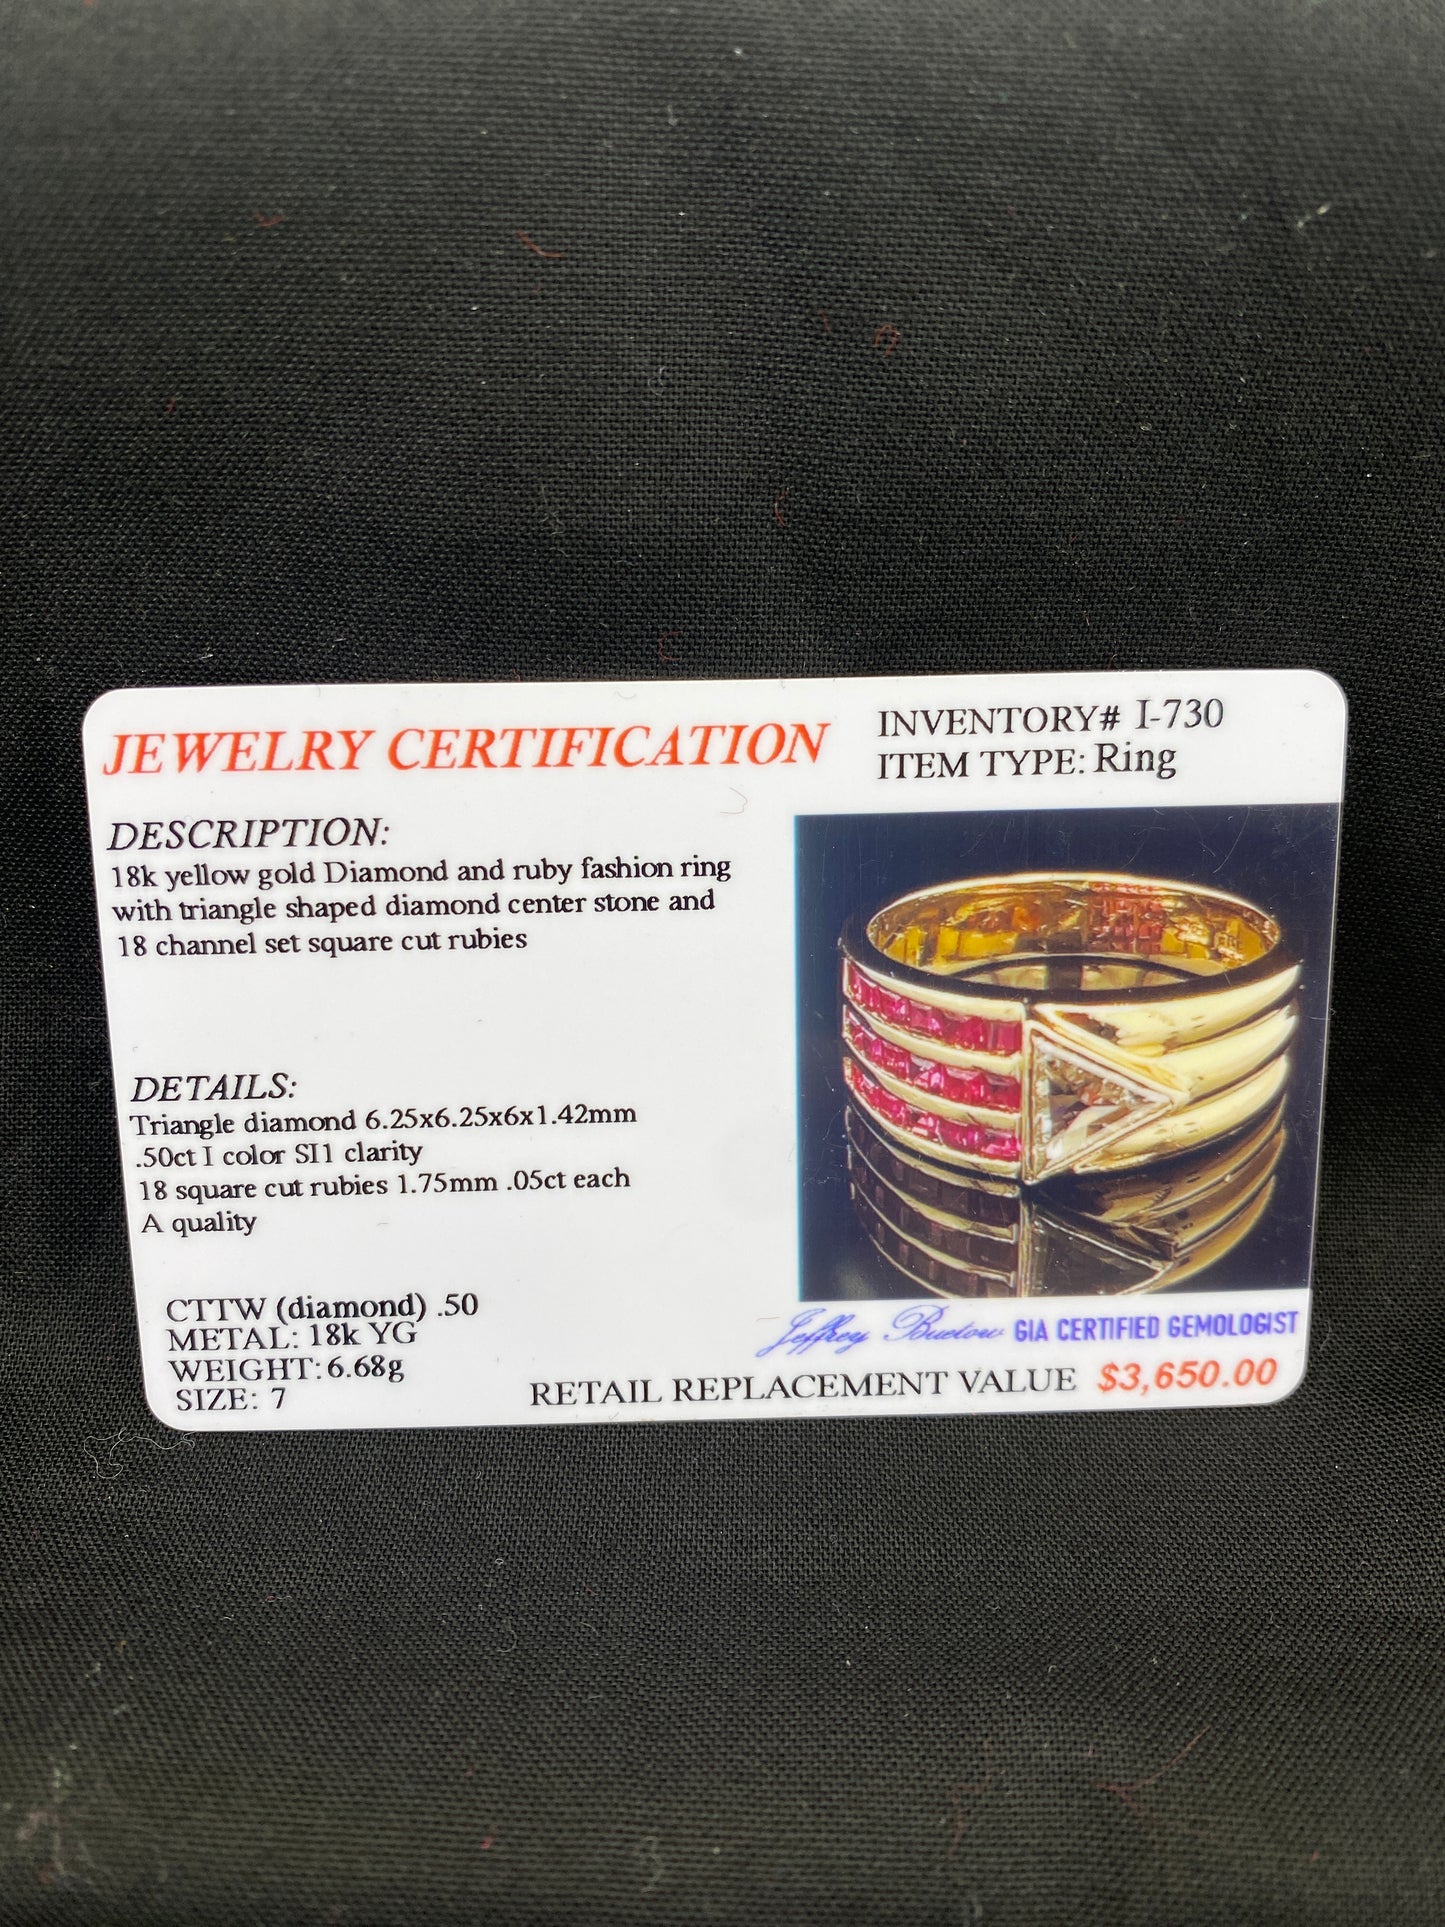 JEWELRY CERTIFICATION
INVENTORY# I-730
ITEM TYPE: Ring
DESCRIPTION:
18k yellow gold Diamond and ruby fashion ring
with triangle shaped diamond center stone and
18 channel set square cut rubies
DETAILS:
Triangle diamond 6.25x6.25x6x1.42mm
.50ct I color SI1 clarity
18 square cut rubies 1.75mm .05ct each
A quality
CTTW (diamond) .50
METAL: 18k YG
WEIGHT: 6.68g
SIZE: 7
Jeffrey Buetow GIA CERTIFIED GEMOLOGIST
RETAIL REPLACEMENT VALUE $3,650.00